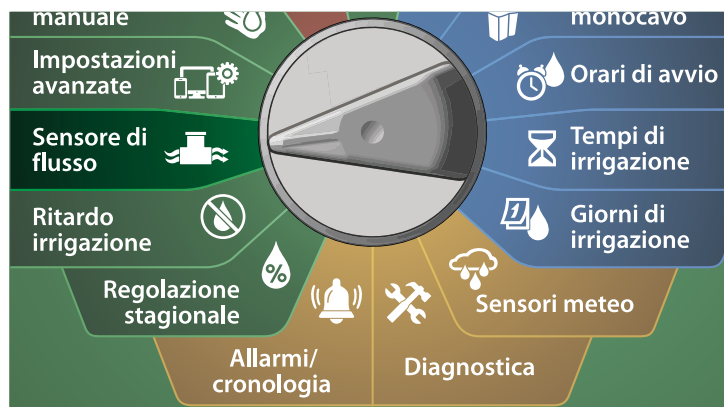 manuale
Impostazioni
avanzate
Sensore di
flusso
Ritardo
irrigazione
Regolazione
stagionale
Allarmi/
cronologia
Diagnostica
Sensori meteo
Giorni di
irrigazione
1
Tempi di
irrigazione
Orari di avvio
monocavo
%